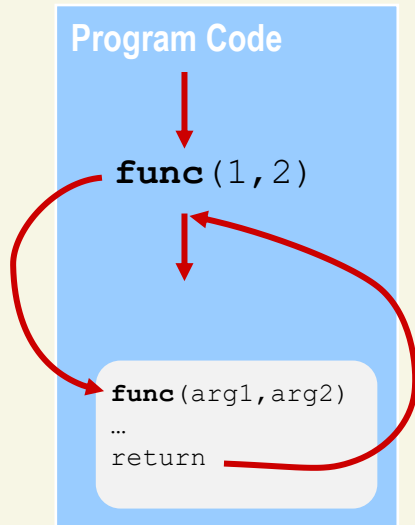 Program Code
func(1,2)
func(arg1,arg2)
…
return